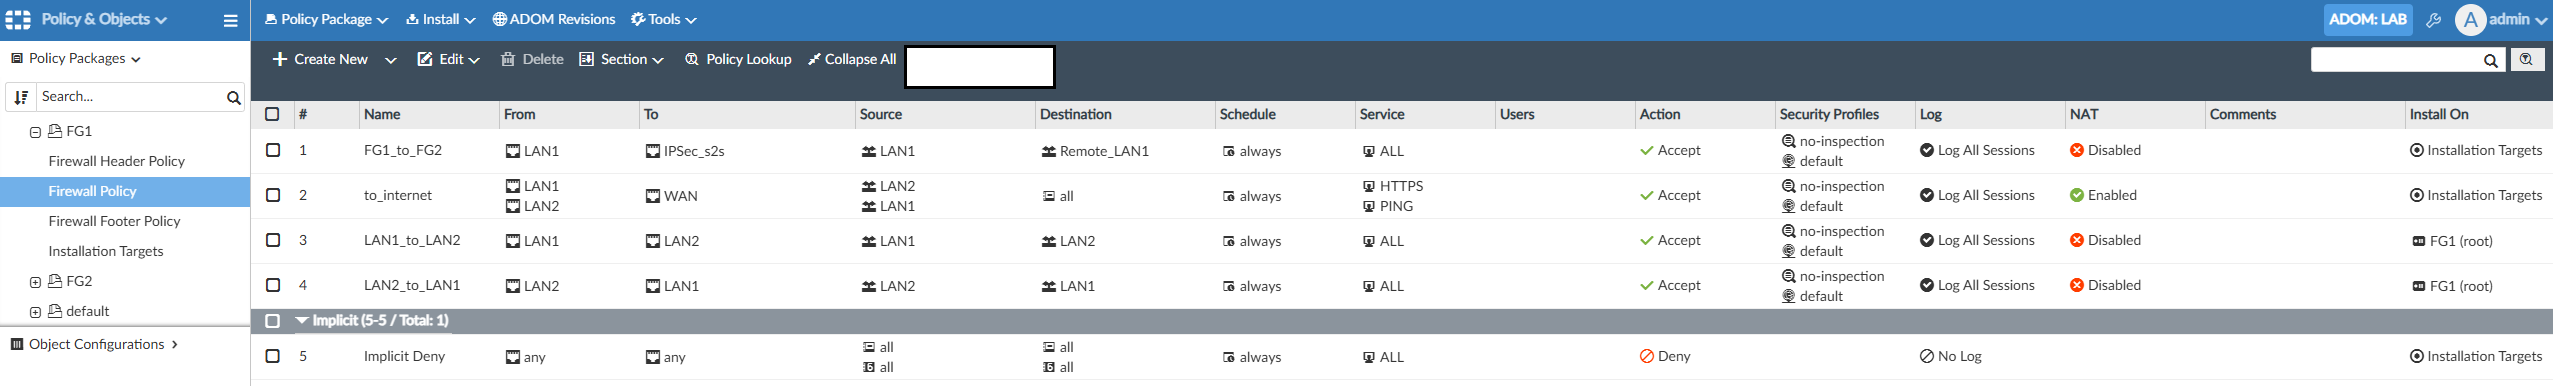 Policy & Objects
Policy Package Install ADOM Revisions Tools
ADOM: LAB A admin
Policy Packages
Create New Edit Delete Section Policy Lookup Collapse All
Search...
FG1
Firewall Header Policy
Firewall Policy
Firewall Footer Policy
Installation Targets
FG2
default
Object Configurations
# Name From To Source Destination Schedule Service Users Action Security Profiles Log NAT Comments Install On
1 FG1_to_FG2 LAN1 IPSec_s2s LAN1 Remote_LAN1 always ALL Accept no-inspection Log All Sessions Disabled Installation Targets
default
2 to_internet LAN1 WAN LAN2 all always HTTPS Accept no-inspection Log All Sessions Enabled Installation Targets
LAN2 LAN1 PING default
3 LAN1_to_LAN2 LAN1 LAN2 LAN1 LAN2 always ALL Accept no-inspection Log All Sessions Disabled FG1 (root)
default
4 LAN2_to_LAN1 LAN2 LAN1 LAN2 LAN1 always ALL Accept no-inspection Log All Sessions Disabled FG1 (root)
default
Implicit (5-5 / Total: 1)
5 Implicit Deny any any all all always ALL Deny No Log Installation Targets
all all